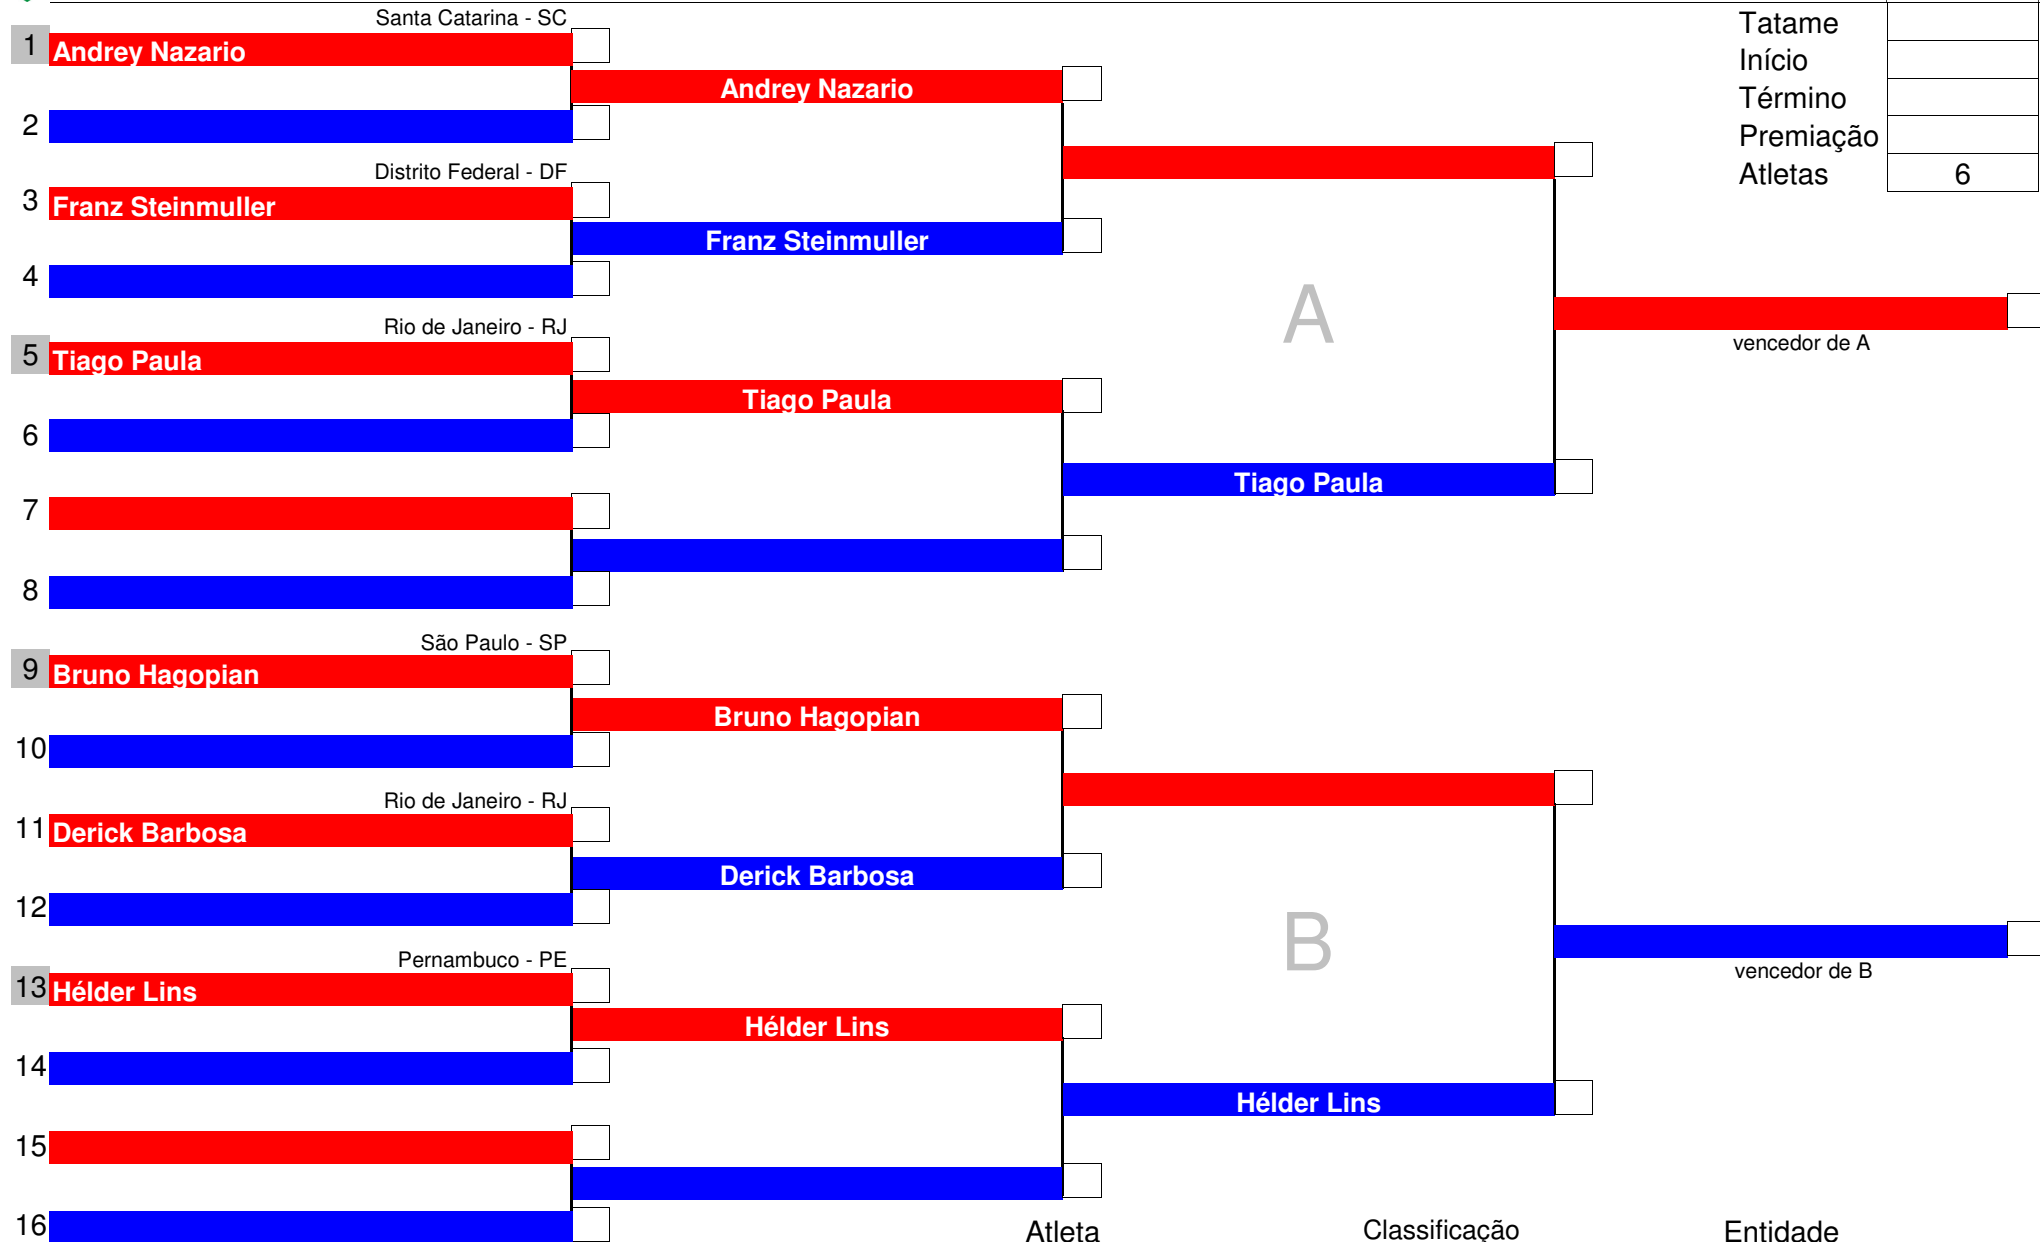 Santa Catarina - SC
1 Andrey Nazario
Andrey Nazario
2
Distrito Federal - DF
3 Franz Steinmuller
Franz Steinmuller
4
Rio de Janeiro - RJ
5 Tiago Paula
Tiago Paula
6
Tiago Paula
7
8
Tatame
Início
Término
Premiação
Atletas 6
A
vencedor de A
São Paulo - SP
9 Bruno Hagopian
Bruno Hagopian
10
Rio de Janeiro - RJ
11 Derick Barbosa
Derick Barbosa
12
Pernambuco - PE
13 Hélder Lins
Hélder Lins
14
Hélder Lins
15
16
B
vencedor de B
Atleta Classificação Entidade